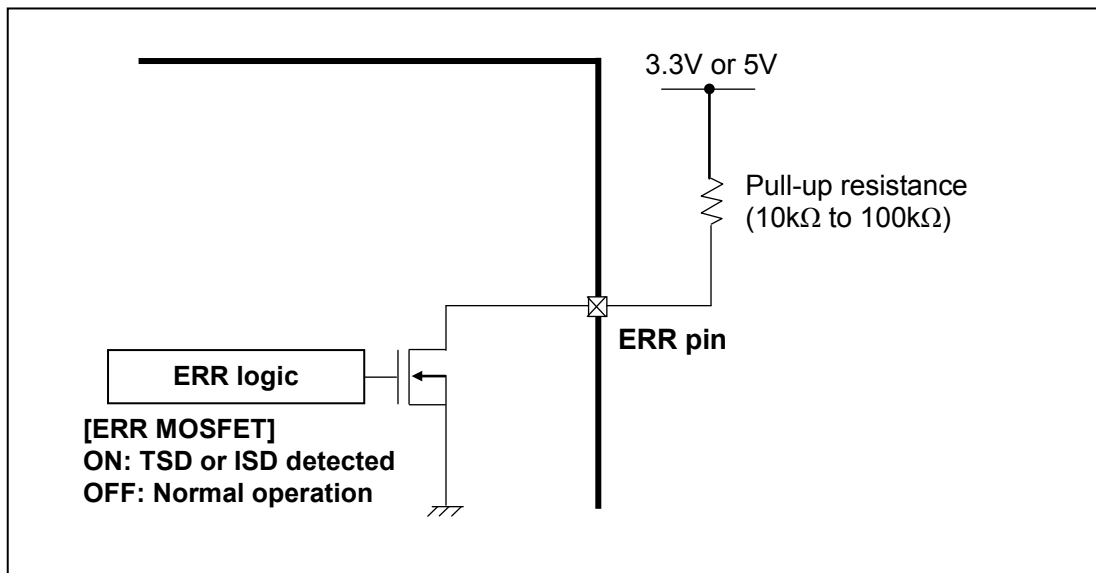 3.3V or 5V
Pull-up resistance
(10kΩ to 100kΩ)
ERR pin
ERR logic
[ERR MOSFET]
ON: TSD or ISD detected
OFF: Normal operation